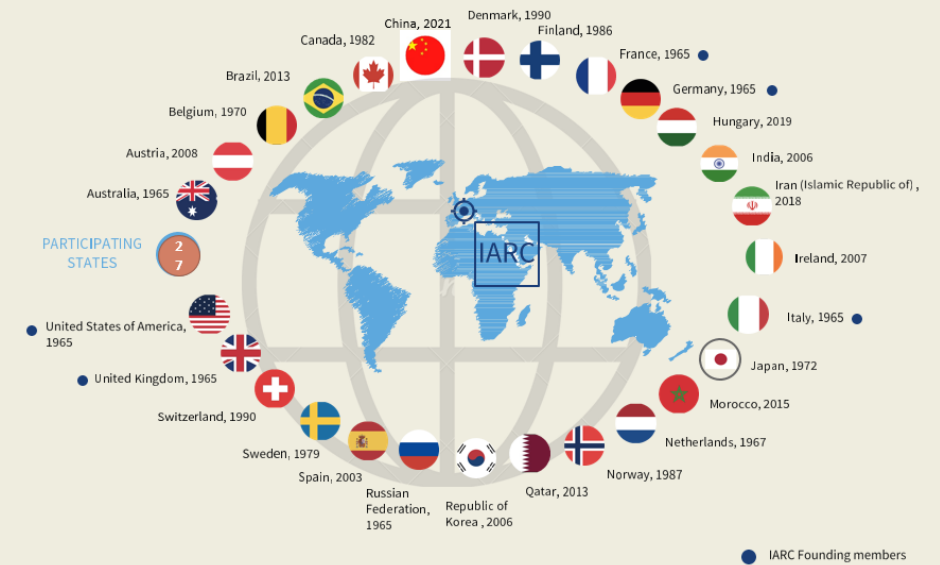 China, 2021
Denmark, 1990
Finland, 1986
Canada, 1982
France, 1965
Brazil, 2013
Germany, 1965
Belgium, 1970
Hungary, 2019
Austria, 2008
India, 2006
Australia, 1965
Iran (Islamic Republic of) ,
2018
PARTICIPATING
STATES
2
7
IARC
Ireland, 2007
United States of America,
1965
Italy, 1965
United Kingdom, 1965
Japan, 1972
Switzerland, 1990
Morocco, 2015
Sweden, 1979
Netherlands, 1967
Spain, 2003
Norway, 1987
Russian
Federation,
1965
Republic of
Korea , 2006
Qatar, 2013
IARC Founding members